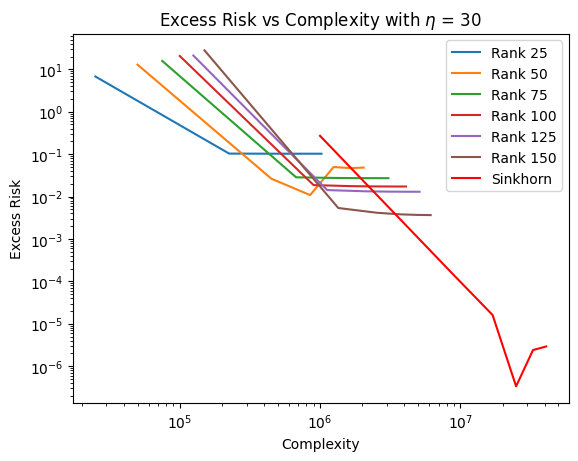 Excess Risk vs Complexity with η = 30
Excess Risk
10¹
10⁰
10⁻¹
10⁻²
10⁻³
10⁻⁴
10⁻⁵
10⁻⁶
Rank 25
Rank 50
Rank 75
Rank 100
Rank 125
Rank 150
Sinkhorn
10⁵ 10⁶ 10⁷
Complexity